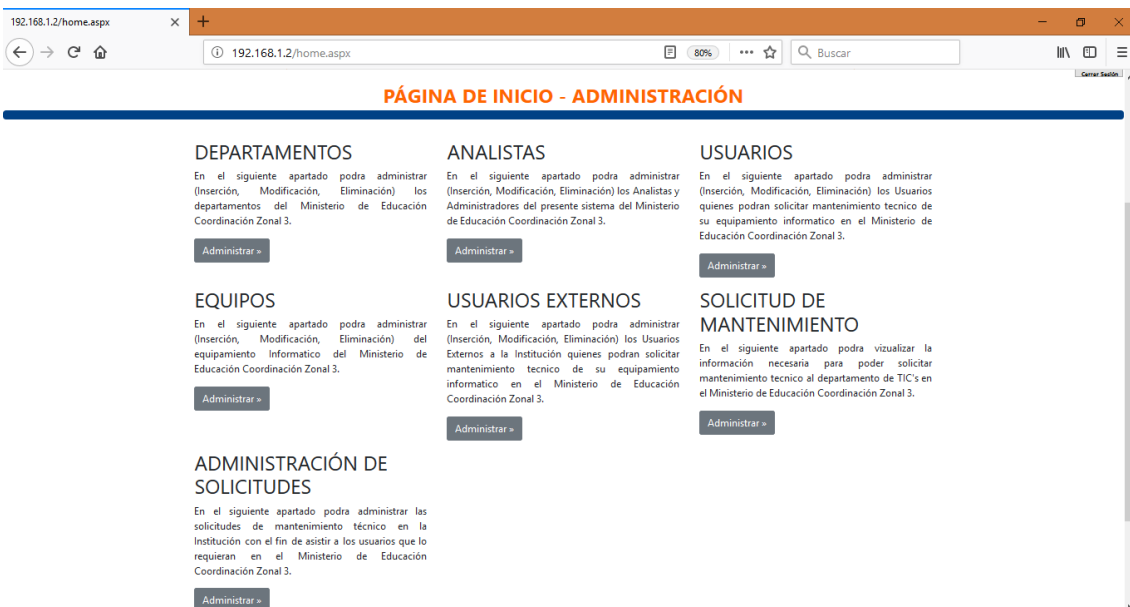 192.168.1.2/home.aspx
192.168.1.2/home.aspx
80%
Buscar
Cerrar Sesión
PÁGINA DE INICIO - ADMINISTRACIÓN
DEPARTAMENTOS
En el siguiente apartado podra administrar
(Inserción, Modificación, Eliminación) los
departamentos del Ministerio de Educación
Coordinación Zonal 3.
Administrar »
ANALISTAS
En el siguiente apartado podra administrar
(Inserción, Modificación, Eliminación) los Analistas y
Administradores del presente sistema del Ministerio
de Educación Coordinación Zonal 3.
Administrar »
USUARIOS
En el siguiente apartado podra administrar
(Inserción, Modificación, Eliminación) los Usuarios
quienes podran solicitar mantenimiento tecnico de
su equipamiento informatico en el Ministerio de
Educación Coordinación Zonal 3.
Administrar »
EQUIPOS
En el siguiente apartado podra administrar
(Inserción, Modificación, Eliminación) del
equipamiento Informatico del Ministerio de
Educación Coordinación Zonal 3.
Administrar »
USUARIOS EXTERNOS
En el siguiente apartado podra administrar
(Inserción, Modificación, Eliminación) los Usuarios
Externos a la Institución quienes podran solicitar
mantenimiento tecnico de su equipamiento
informatico en el Ministerio de Educación
Coordinación Zonal 3.
Administrar »
SOLICITUD DE
MANTENIMIENTO
En el siguiente apartado podra vizualizar la
información necesaria para poder solicitar
mantenimiento tecnico al departamento de TIC's en
el Ministerio de Educación Coordinación Zonal 3.
Administrar »
ADMINISTRACIÓN DE
SOLICITUDES
En el siguiente apartado podra administrar las
solicitudes de mantenimiento técnico en la
Institución con el fin de asistir a los usuarios que lo
requieran en el Ministerio de Educación
Coordinación Zonal 3.
Administrar »